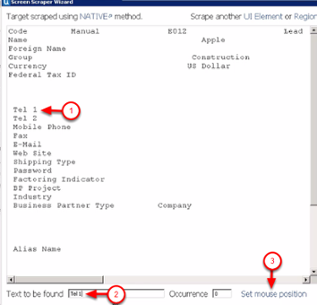 Screen Scraper Wizard
Target scraped using NATIVE* method. Scrape another UI Element or Region
Code Manual E012 Lead
Name Apple
Foreign Name
Group Construction
Currency US Dollar
Federal Tax ID
Tel 1 1
Tel 2
Mobile Phone
Fax
E-Mail
Web Site
Shipping Type
Password
Factoring Indicator
BP Project
Industry
Business Partner Type Company
Alias Name
3
Text to be found Tel 1 2 Occurrence 0 Set mouse position